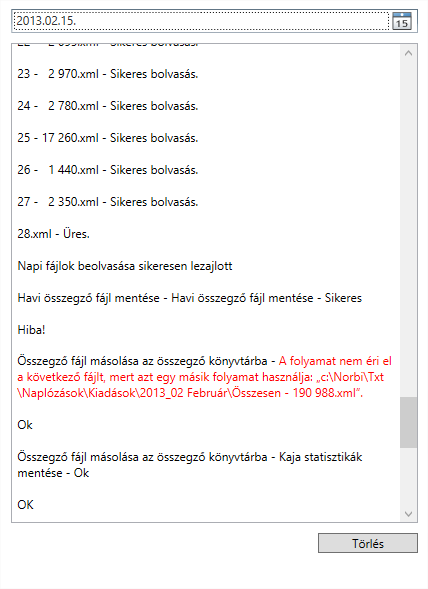 2013.02.15.
15
23 -   2 970.xml - Sikeres bolvasás.
24 -   2 780.xml - Sikeres bolvasás.
25 - 17 260.xml - Sikeres bolvasás.
26 -   1 440.xml - Sikeres bolvasás.
27 -   2 350.xml - Sikeres bolvasás.
28.xml - Üres.
Napi fájlok beolvasása sikeresen lezajlott
Havi összegző fájl mentése - Havi összegző fájl mentése - Sikeres
Hiba!
Összegző fájl másolása az összegző könyvtárba - A folyamat nem éri el
a következő fájlt, mert azt egy másik folyamat használja: „c:\Norbi\Txt
\Naplózások\Kiadások\2013_02 Február\Összesen - 190 988.xml”.
Ok
Összegző fájl másolása az összegző könyvtárba - Kaja statisztikák
mentése - Ok
OK
Törlés